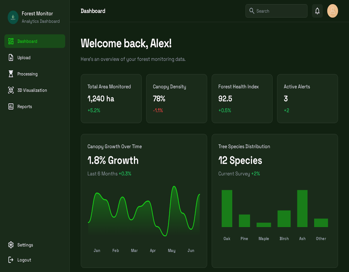 Forest Monitor
Analytics Dashboard
Dashboard
Upload
Processing
3D Visualization
Reports
Settings
Logout
Dashboard
Search
Welcome back, Alex!
Here's an overview of your forest monitoring data.
Total Area Monitored
1,240 ha
+5.2%
Canopy Density
78%
-1.1%
Forest Health Index
92.5
+0.5%
Active Alerts
3
+2
Canopy Growth Over Time
1.8% Growth
Last 6 Months +0.3%
Jan Feb Mar Apr May Jun
Tree Species Distribution
12 Species
Current Survey +2%
Oak Pine Maple Birch Ash Other